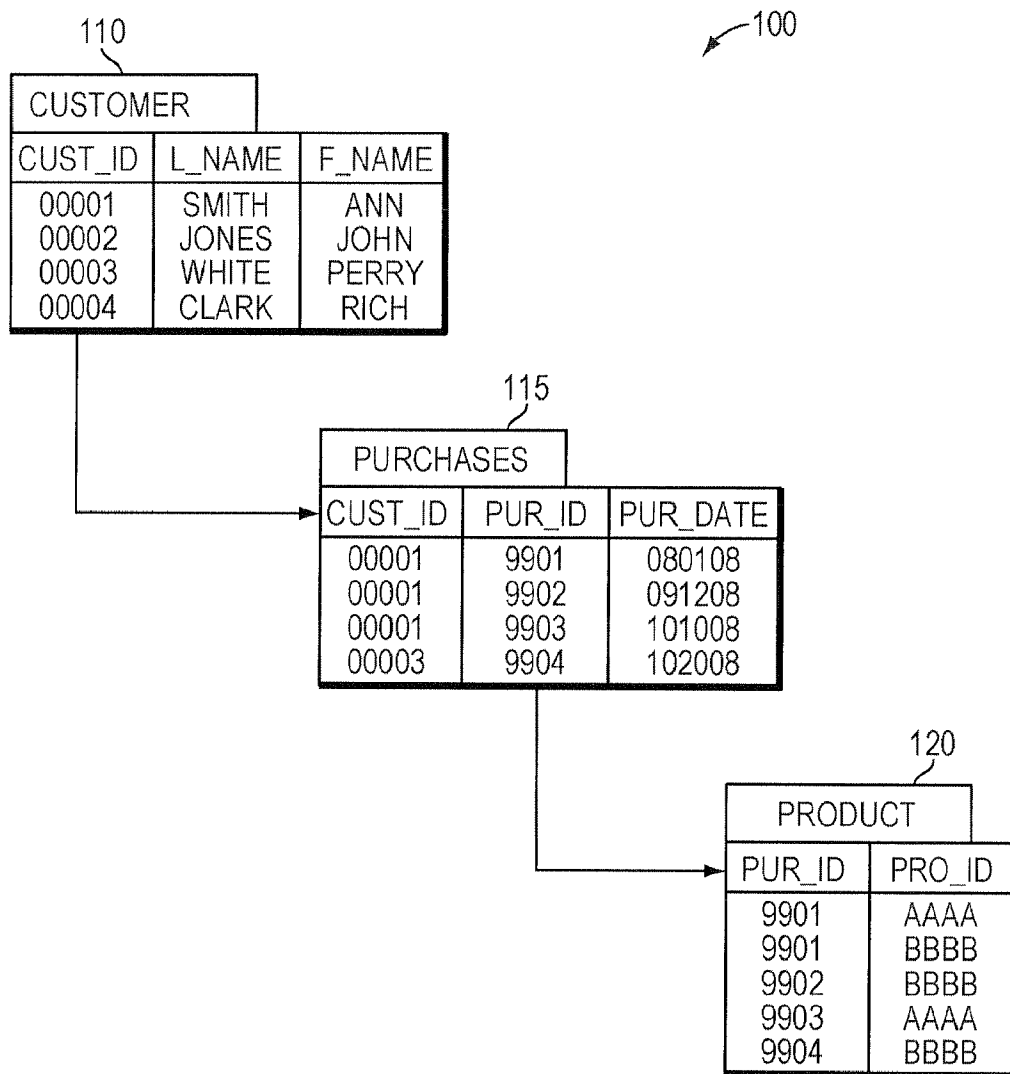 100
110
CUSTOMER
CUST_ID L_NAME F_NAME
00001 SMITH ANN
00002 JONES JOHN
00003 WHITE PERRY
00004 CLARK RICH
115
PURCHASES
CUST_ID PUR_ID PUR_DATE
00001 9901 080108
00001 9902 091208
00001 9903 101008
00003 9904 102008
120
PRODUCT
PUR_ID PRO_ID
9901 AAAA
9901 BBBB
9902 BBBB
9903 AAAA
9904 BBBB